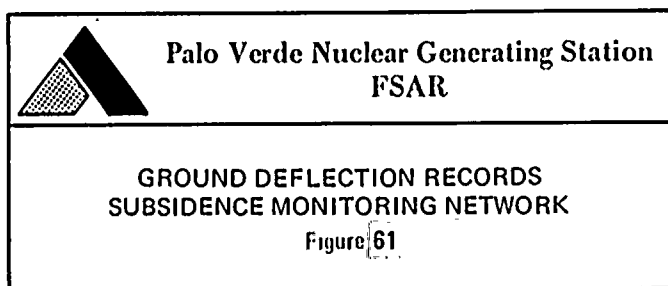 Palo Verde Nuclear Generating Station
FSAR
GROUND DEFLECTION RECORDS
SUBSIDENCE MONITORING NETWORK
Figure 61